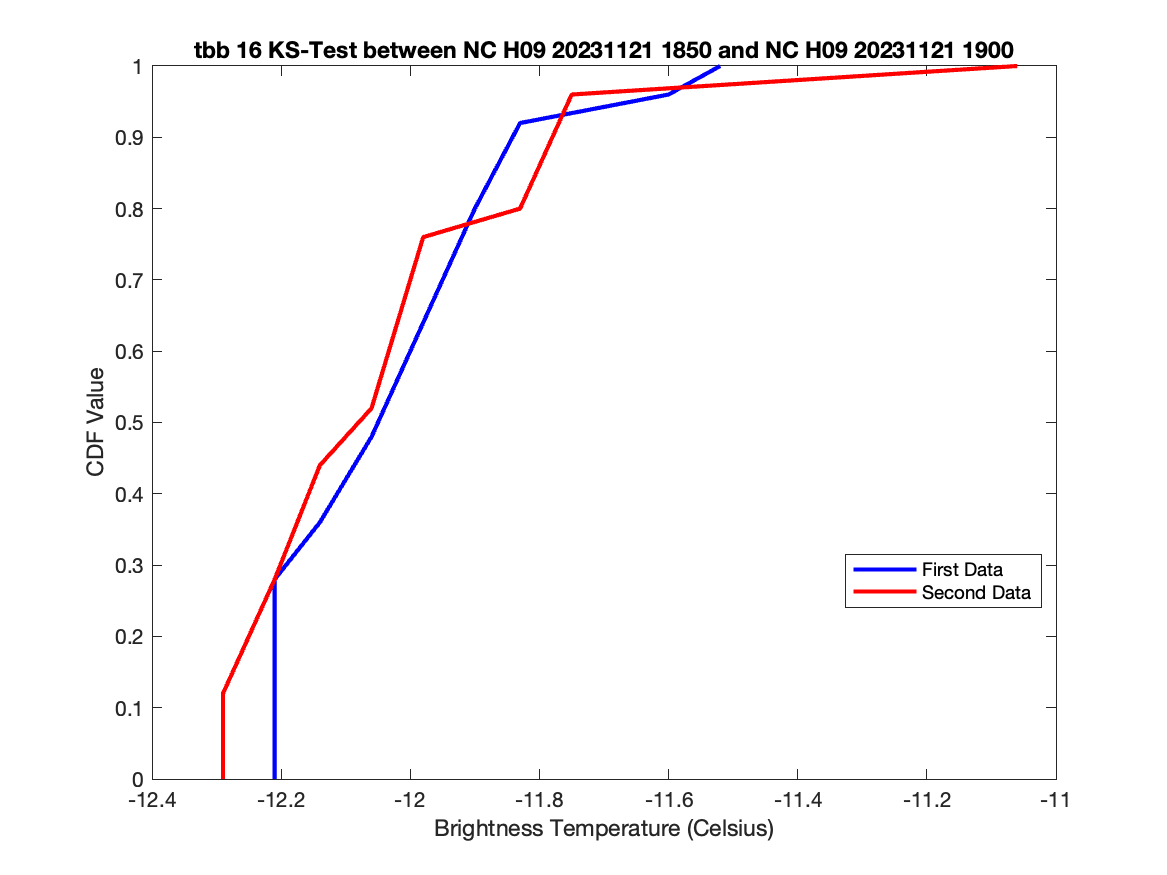 tbb 16 KS-Test between NC H09 20231121 1850 and NC H09 20231121 1900
1
0.9
0.8
0.7
0.6
0.5
0.4
0.3
0.2
0.1
0
CDF Value
First Data
Second Data
-12.4 -12.2 -12 -11.8 -11.6 -11.4 -11.2 -11
Brightness Temperature (Celsius)